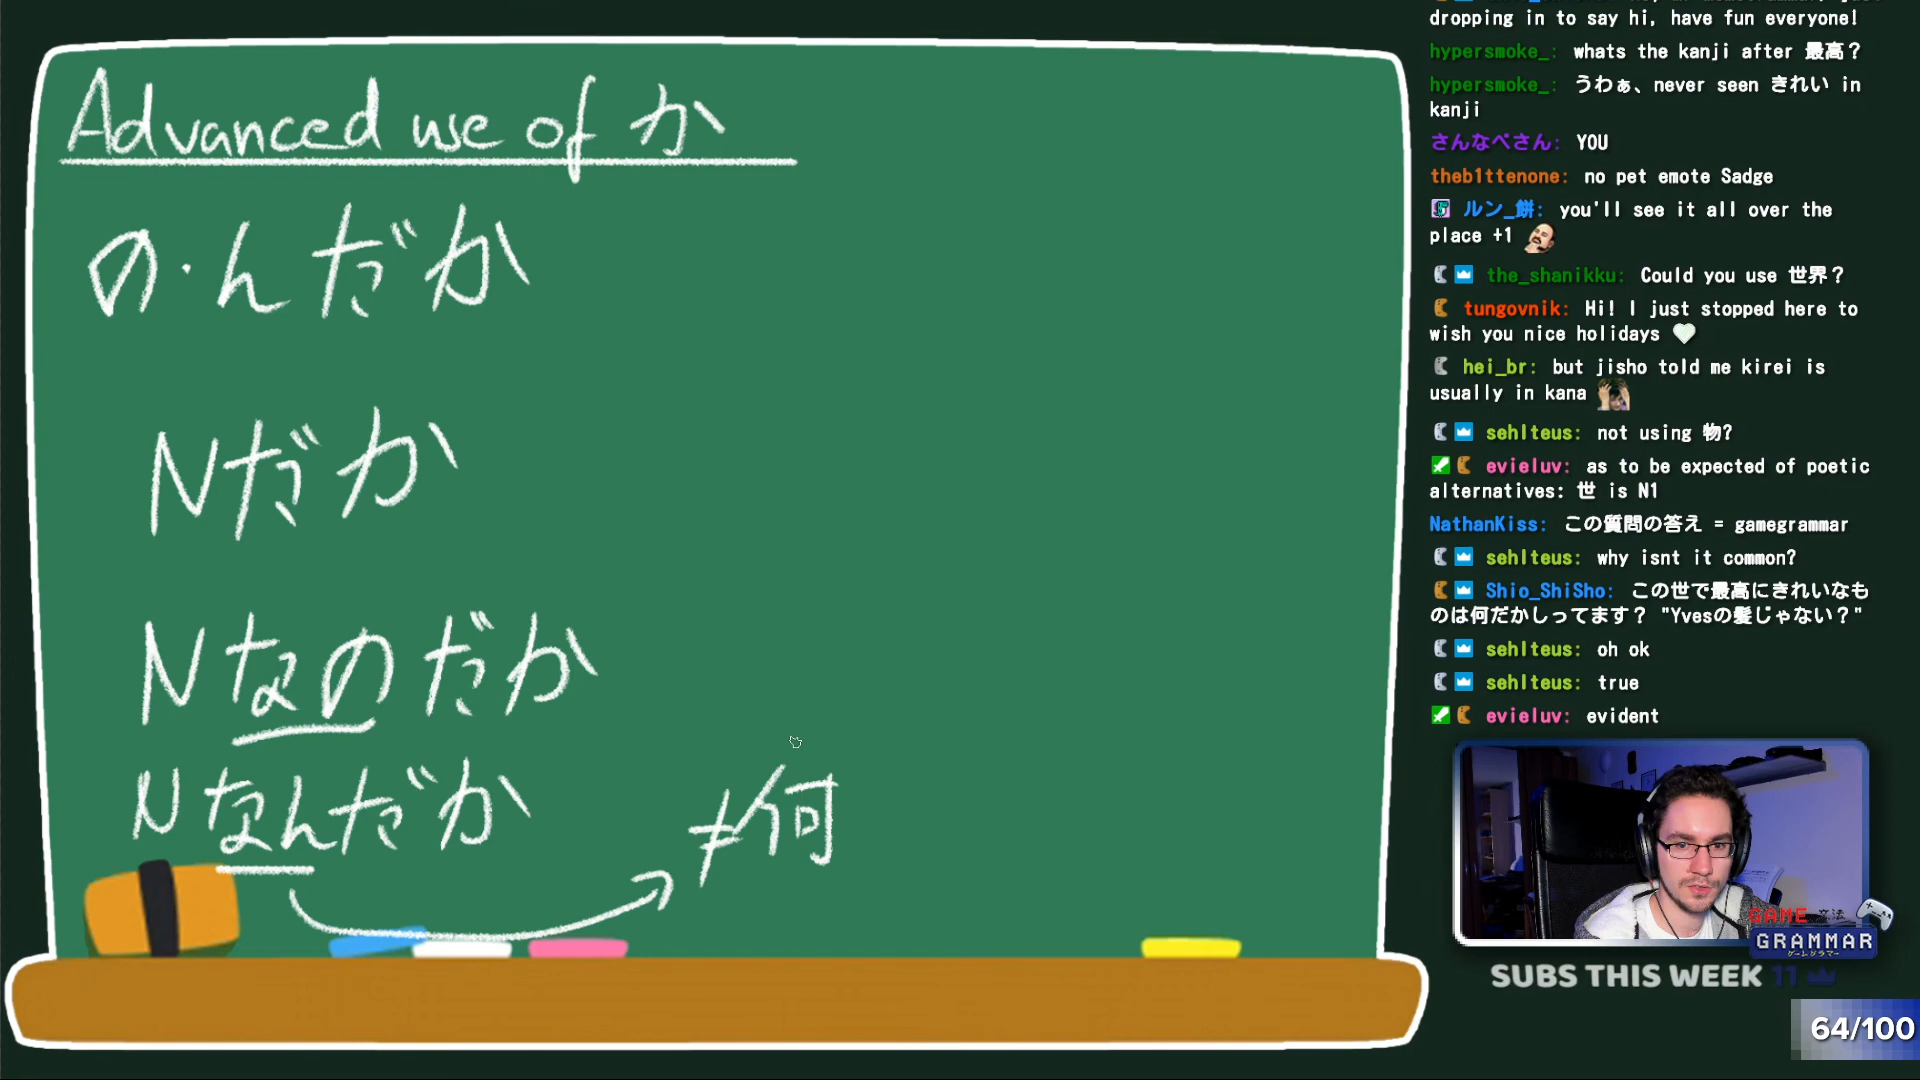 Advanced use of か
の・んだか
Nだか
Nなのだか
Nなんだか
≠何
dropping in to say hi, have fun everyone!
hypersmoke_: whats the kanji after 最高？
hypersmoke_: うわぁ、never seen きれい in
kanji
さんなぺさん: YOU
theb1ttenone: no pet emote Sadge
ルン_餅: you'll see it all over the
place +1
the_shanikku: Could you use 世界？
tungovnik: Hi! I just stopped here to
wish you nice holidays
hei_br: but jisho told me kirei is
usually in kana
sehlteus: not using 物?
evieluv: as to be expected of poetic
alternatives: 世 is N1
NathanKiss: この質問の答え = gamegrammar
sehlteus: why isnt it common?
Shio_ShiSho: この世で最高にきれいなも
のは何だかしってます？ "Yvesの髪じゃない？"
sehlteus: oh ok
sehlteus: true
evieluv: evident
GAME 文法
GRAMMAR
ゲームグラマー
SUBS THIS WEEK 11
64/100